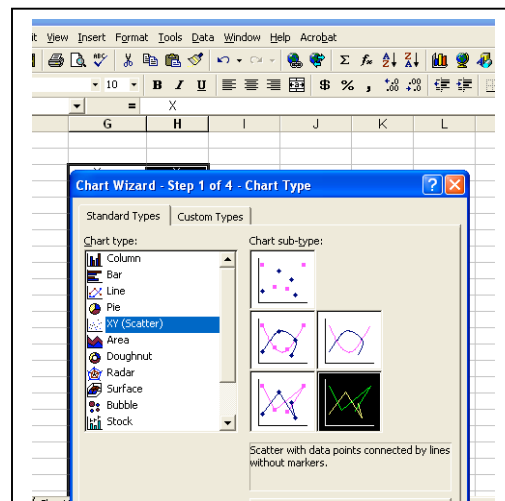 it View Insert Format Tools Data Window Help Acrobat
10 B I U $ % ,
= X
G H I J K L
Chart Wizard - Step 1 of 4 - Chart Type
Standard Types Custom Types
Chart type: Chart sub-type:
Column
Bar
Line
Pie
XY (Scatter)
Area
Doughnut
Radar
Surface
Bubble
Stock
Scatter with data points connected by lines
without markers.